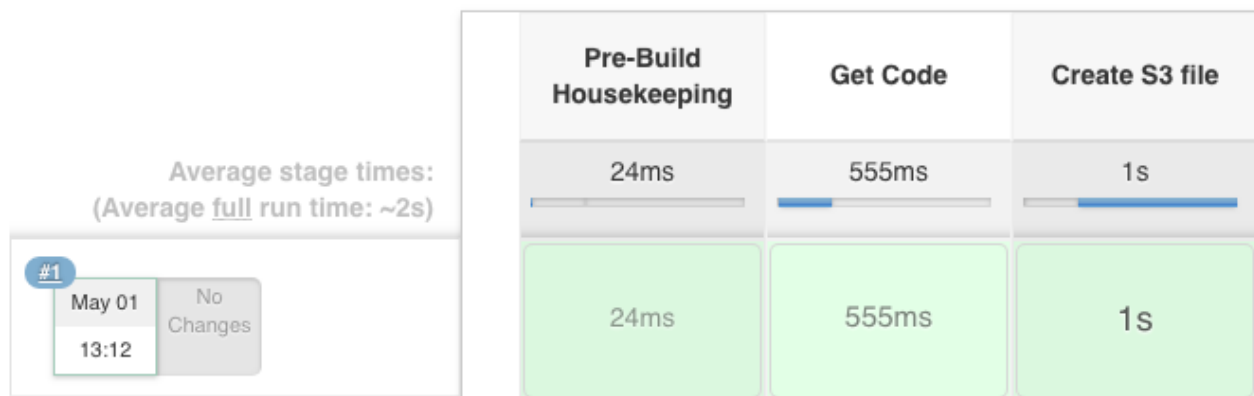 Pre-Build
Housekeeping
Get Code
Create S3 file
Average stage times:
(Average full run time: ~2s)
24ms
555ms
1s
#1
May 01
13:12
No
Changes
24ms
555ms
1s